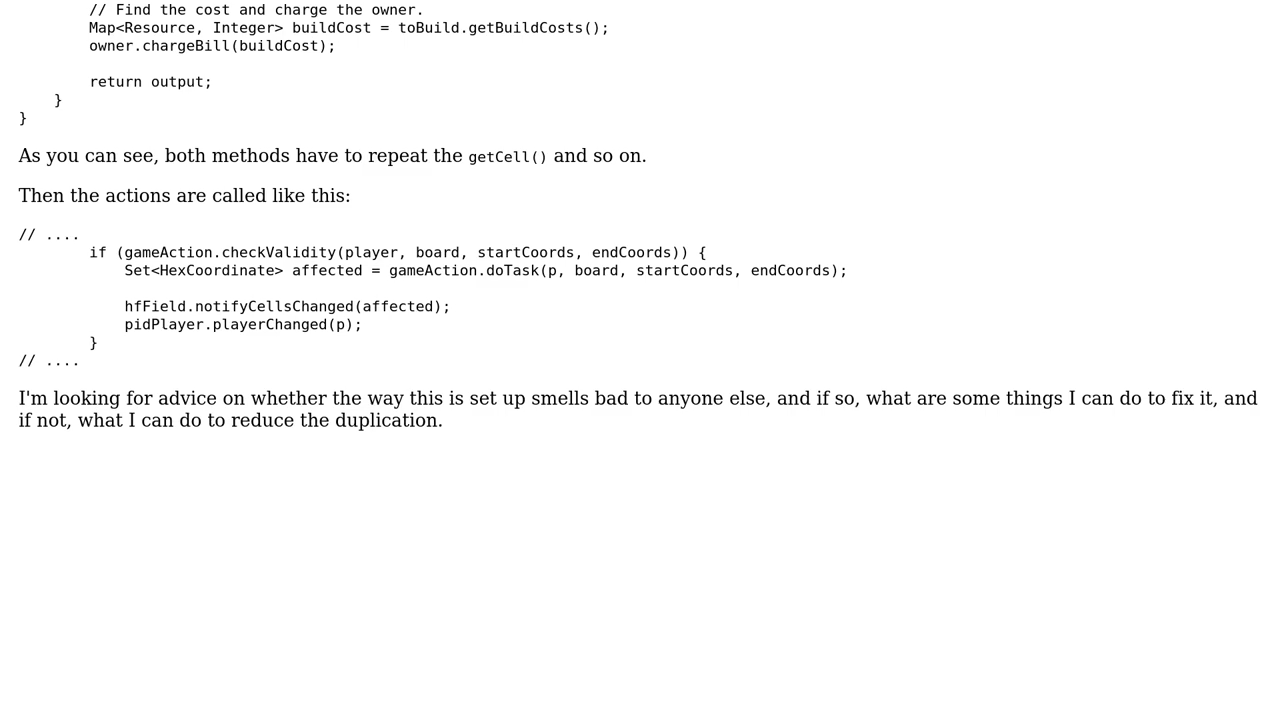 // Find the cost and charge the owner.
Map<Resource, Integer> buildCost = toBuild.getBuildCosts();
owner.chargeBill(buildCost);
return output;
}
}
As you can see, both methods have to repeat the getCell() and so on.
Then the actions are called like this:
// ....
if (gameAction.checkValidity(player, board, startCoords, endCoords)) {
Set<HexCoordinate> affected = gameAction.doTask(p, board, startCoords, endCoords);
hfField.notifyCellsChanged(affected);
pidPlayer.playerChanged(p);
}
// ....
I'm looking for advice on whether the way this is set up smells bad to anyone else, and if so, what are some things I can do to fix it, and
if not, what I can do to reduce the duplication.